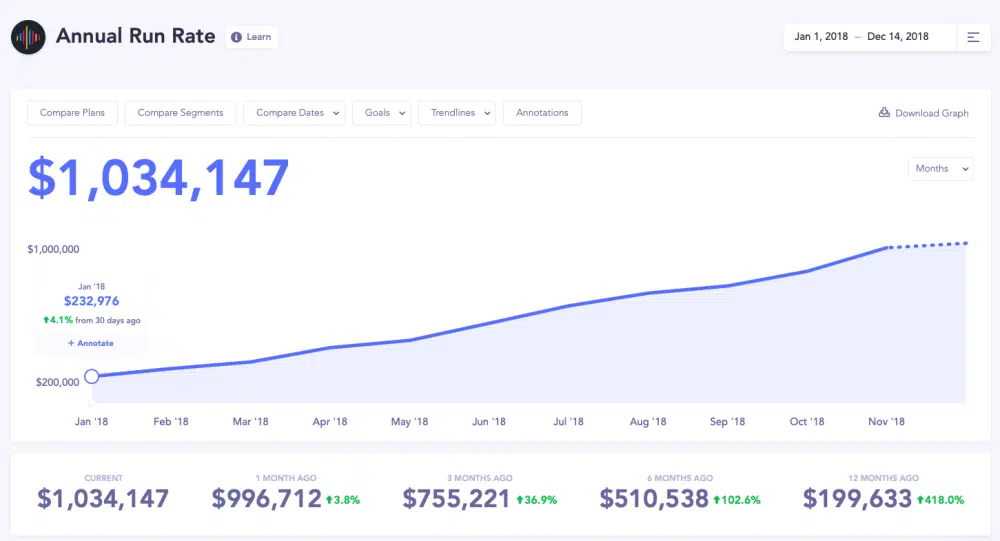 Annual Run Rate
Learn
Jan 1, 2018 – Dec 14, 2018
Compare Plans
Compare Segments
Compare Dates
Goals
Trendlines
Annotations
Download Graph
$1,034,147
Months
$1,000,000
Jan '18
$232,976
4.1% from 30 days ago
+ Annotate
$200,000
Jan '18 Feb '18 Mar '18 Apr '18 May '18 Jun '18 Jul '18 Aug '18 Sep '18 Oct '18 Nov '18
CURRENT
$1,034,147
1 MONTH AGO
$996,712 3.8%
3 MONTHS AGO
$755,221 36.9%
6 MONTHS AGO
$510,538 102.6%
12 MONTHS AGO
$199,633 418.0%